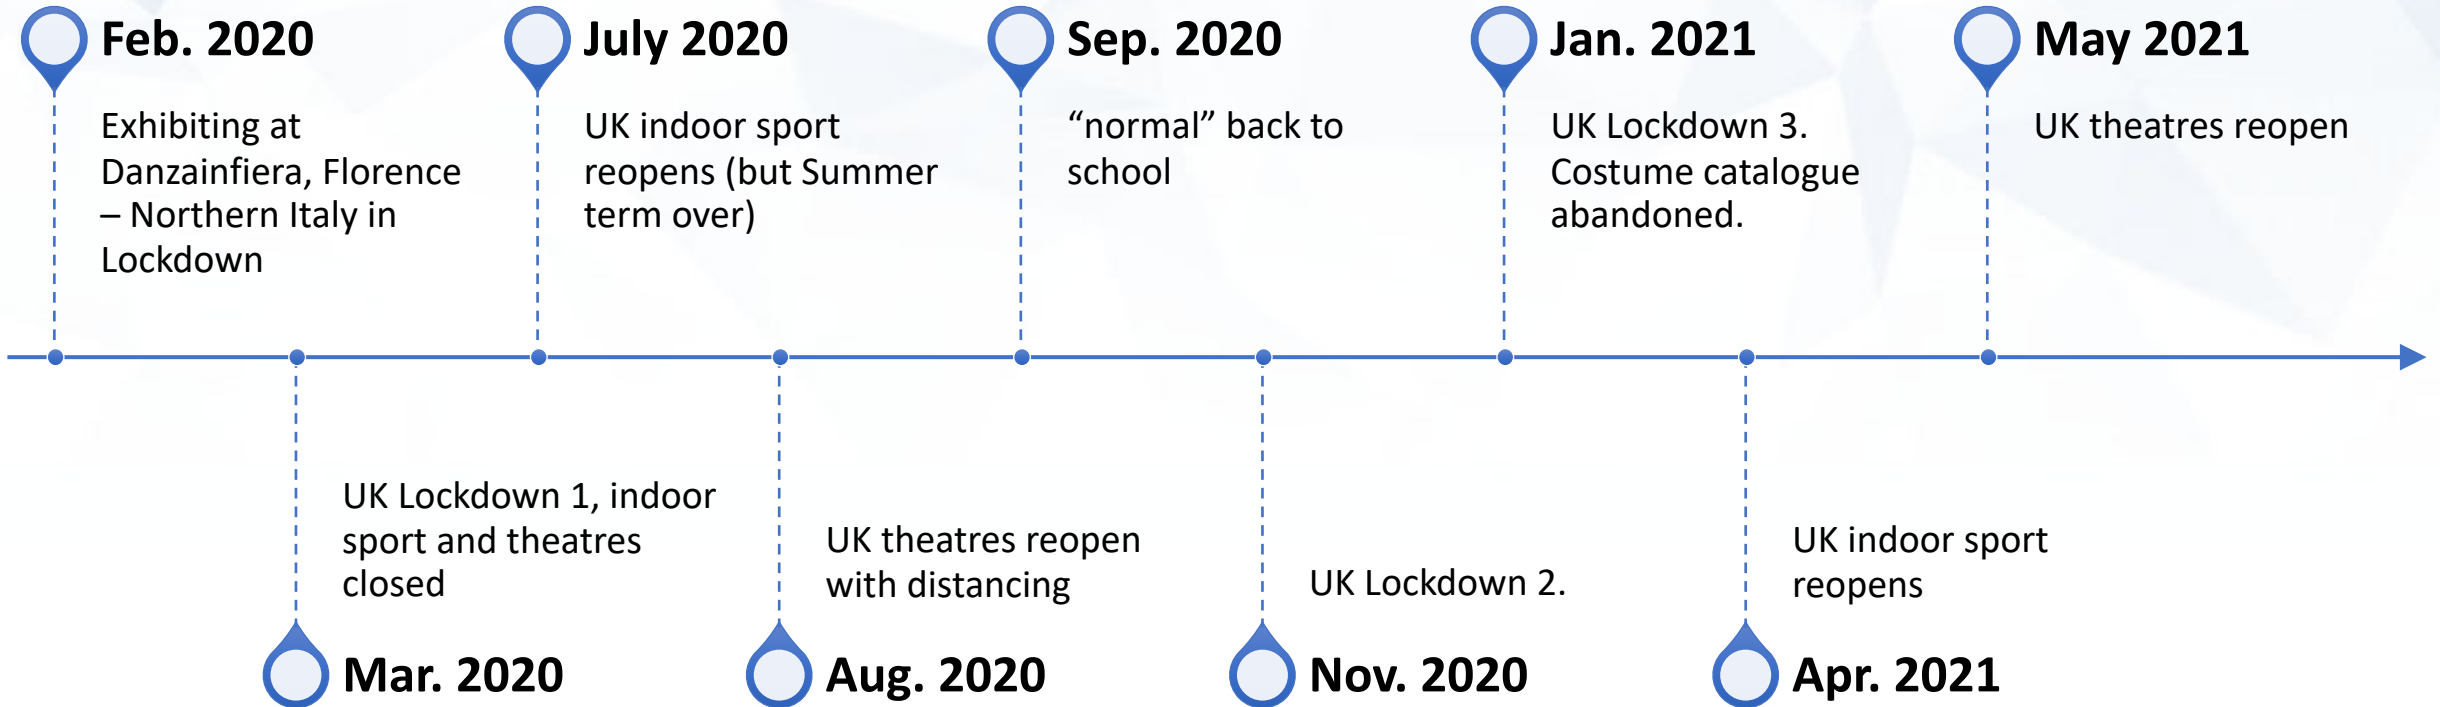 Feb. 2020
Exhibiting at
Danzainfiera, Florence
– Northern Italy in
Lockdown
Mar. 2020
UK Lockdown 1, indoor
sport and theatres
closed
July 2020
UK indoor sport
reopens (but Summer
term over)
Aug. 2020
UK theatres reopen
with distancing
Sep. 2020
“normal” back to
school
Nov. 2020
UK Lockdown 2.
Jan. 2021
UK Lockdown 3.
Costume catalogue
abandoned.
Apr. 2021
UK indoor sport
reopens
May 2021
UK theatres reopen